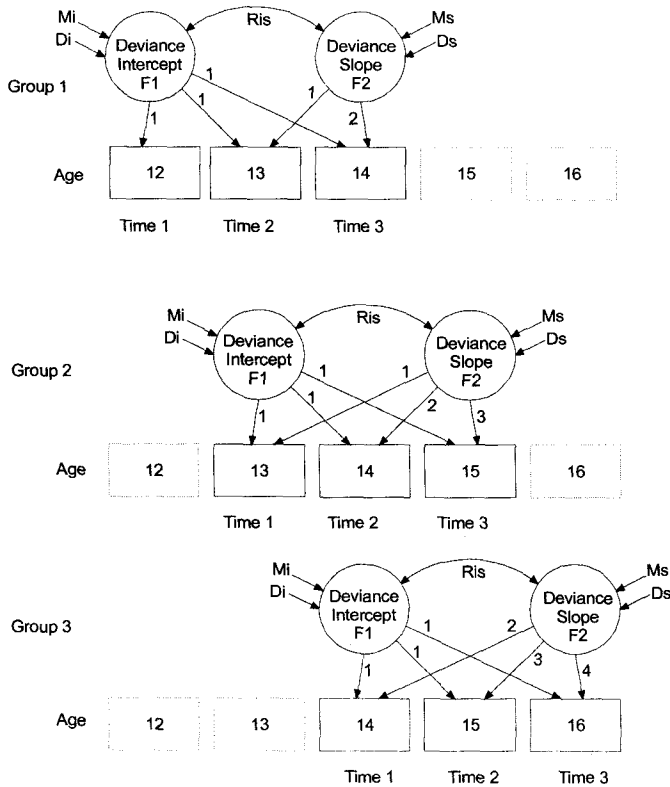 Mi
Di
Deviance
Intercept
F1
Ris
Deviance
Slope
F2
Ms
Ds
Group 1
1
1
1
1
2
Age
12
13
14
15
16
Time 1
Time 2
Time 3
Mi
Di
Deviance
Intercept
F1
Ris
Deviance
Slope
F2
Ms
Ds
Group 2
1
1
1
1
2
3
Age
12
13
14
15
16
Time 1
Time 2
Time 3
Mi
Di
Deviance
Intercept
F1
Ris
Deviance
Slope
F2
Ms
Ds
Group 3
1
1
1
2
3
4
Age
12
13
14
15
16
Time 1
Time 2
Time 3